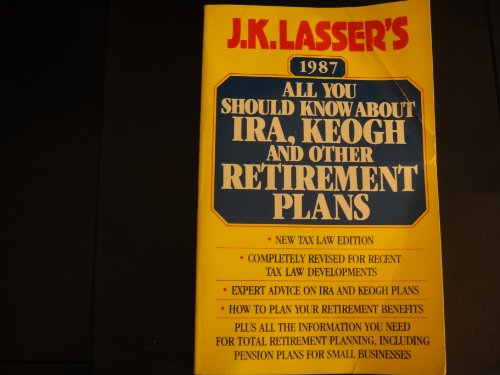 J.K.LASSER'S
1987
ALL YOU
SHOULD KNOW ABOUT
IRA, KEOGH
AND OTHER
RETIREMENT
PLANS
• NEW TAX LAW EDITION
• COMPLETELY REVISED FOR RECENT
TAX LAW DEVELOPMENTS
• EXPERT ADVICE ON IRA AND KEOGH PLANS
• HOW TO PLAN YOUR RETIREMENT BENEFITS
PLUS ALL THE INFORMATION YOU NEED
FOR TOTAL RETIREMENT PLANNING, INCLUDING
PENSION PLANS FOR SMALL BUSINESSES